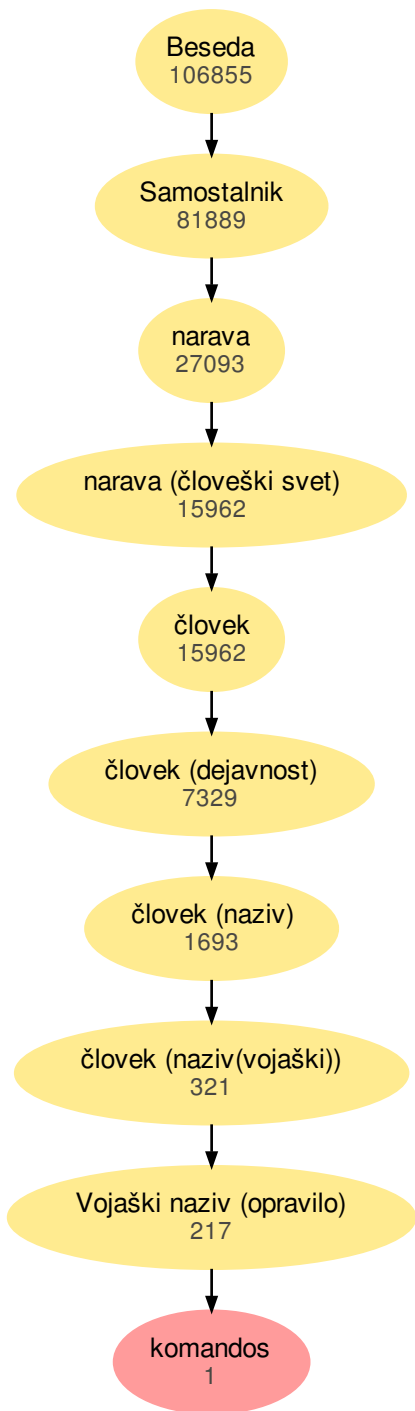 Beseda
106855
Samostalnik
81889
narava
27093
narava (človeški svet)
15962
človek
15962
človek (dejavnost)
7329
človek (naziv)
1693
človek (naziv(vojaški))
321
Vojaški naziv (opravilo)
217
komandos
1